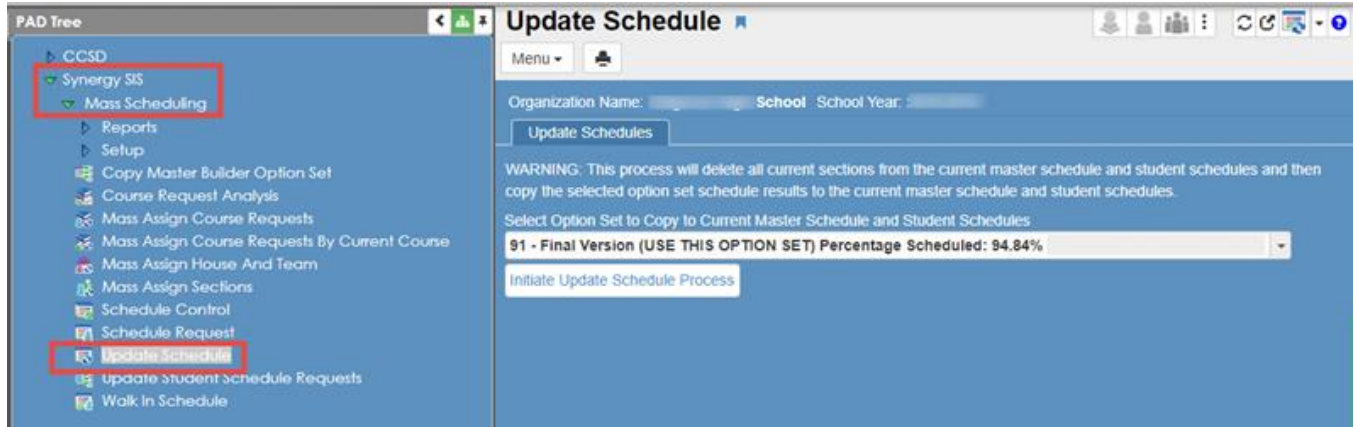 PAD Tree
CCSD
Synergy SIS
Mass Scheduling
Reports
Setup
Copy Master Builder Option Set
Course Request Analysis
Mass Assign Course Requests
Mass Assign Course Requests By Current Course
Mass Assign House And Team
Mass Assign Sections
Schedule Control
Schedule Request
Update Schedule
Update Student Schedule Requests
Walk In Schedule
Update Schedule
Menu
Organization Name: School School Year:
Update Schedules
WARNING: This process will delete all current sections from the current master schedule and student schedules and then
copy the selected option set schedule results to the current master schedule and student schedules.
Select Option Set to Copy to Current Master Schedule and Student Schedules
91 - Final Version (USE THIS OPTION SET) Percentage Scheduled: 94.84%
Initiate Update Schedule Process